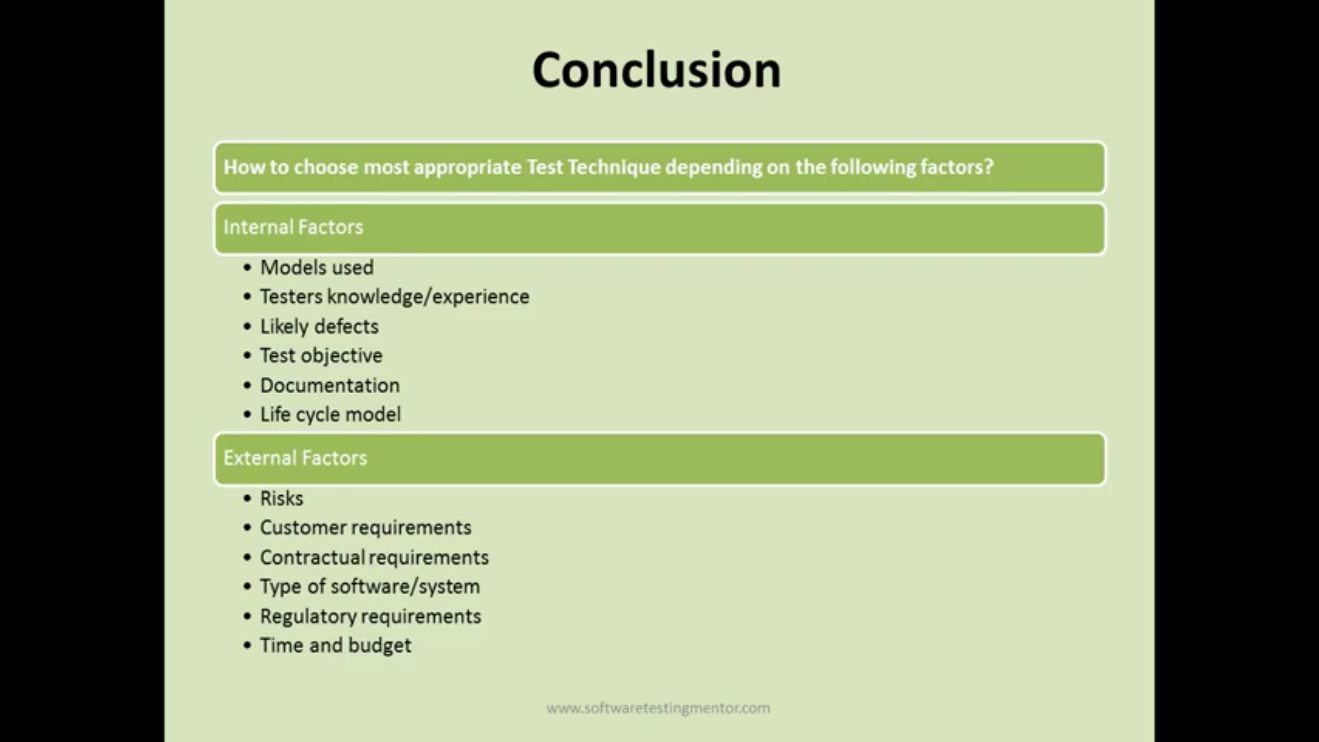 Conclusion
How to choose most appropriate Test Technique depending on the following factors?
Internal Factors
• Models used
• Testers knowledge/experience
• Likely defects
• Test objective
• Documentation
• Life cycle model
External Factors
• Risks
• Customer requirements
• Contractual requirements
• Type of software/system
• Regulatory requirements
• Time and budget
www.softwaretestingmentor.com